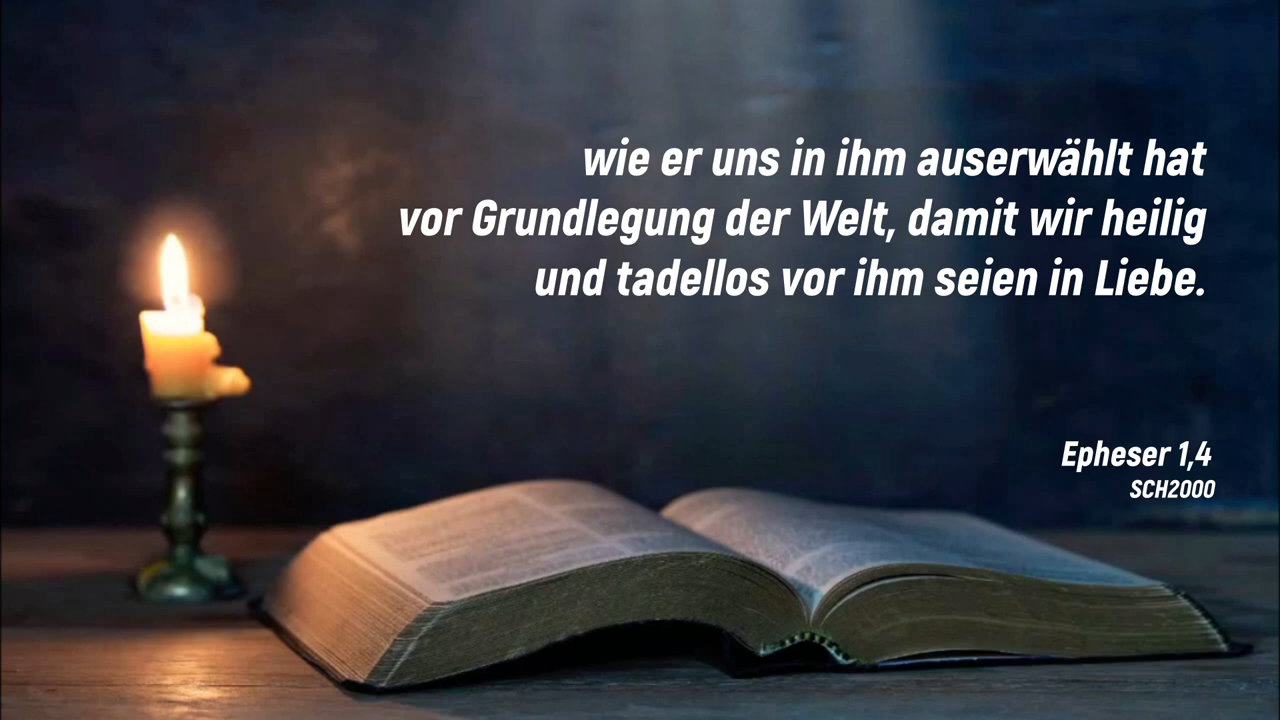 wie er uns in ihm auserwählt hat
vor Grundlegung der Welt, damit wir heilig
und tadellos vor ihm seien in Liebe.
Epheser 1,4
SCH2000